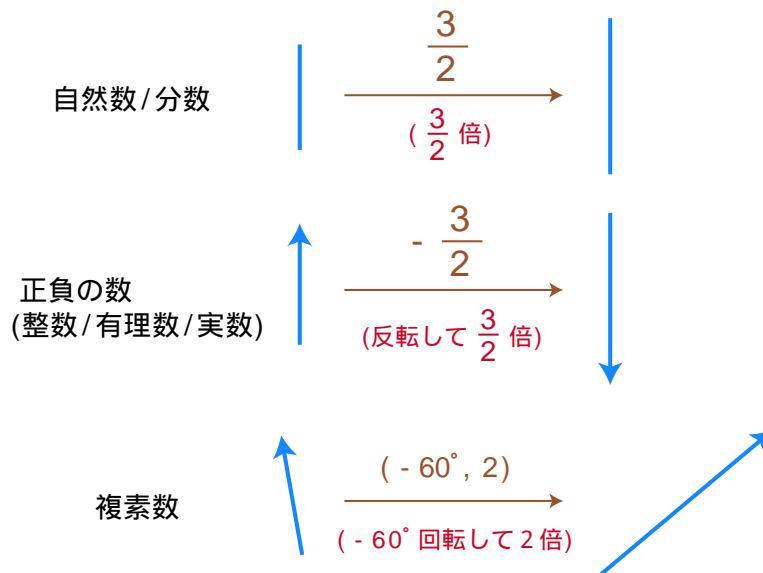 自然数/分数
3/2
(3/2 倍)
正負の数
(整数/有理数/実数)
- 3/2
(反転して 3/2 倍)
複素数
(- 60°, 2)
(- 60° 回転して 2 倍)